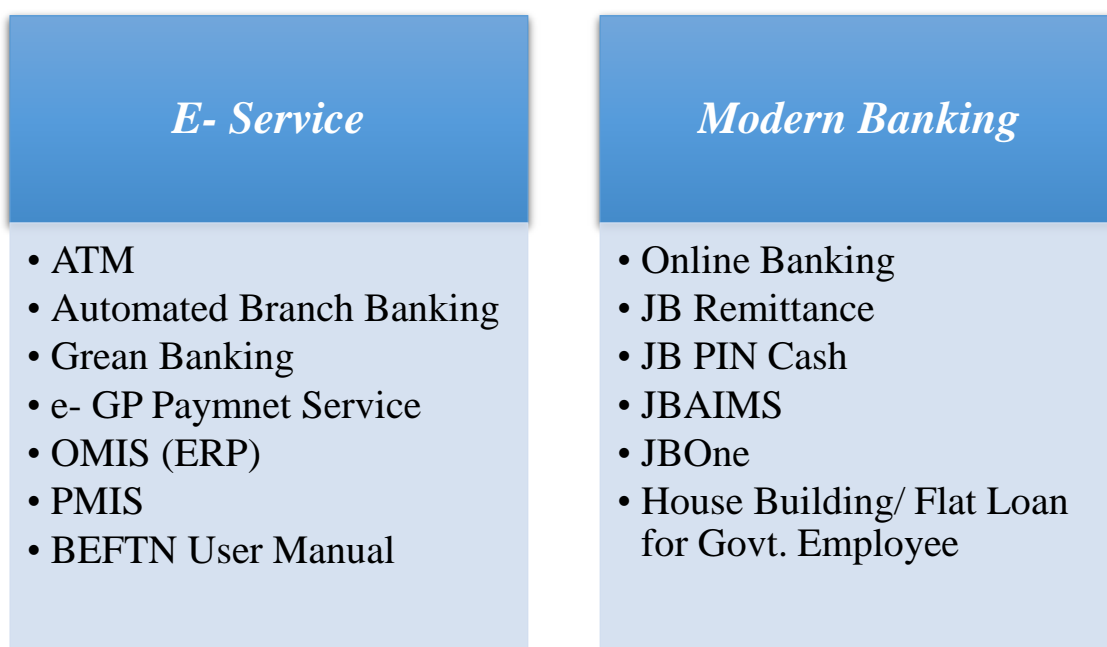 E- Service
• ATM
• Automated Branch Banking
• Grean Banking
• e- GP Paymnet Service
• OMIS (ERP)
• PMIS
• BEFTN User Manual
Modern Banking
• Online Banking
• JB Remittance
• JB PIN Cash
• JBAIMS
• JBOne
• House Building/ Flat Loan
for Govt. Employee